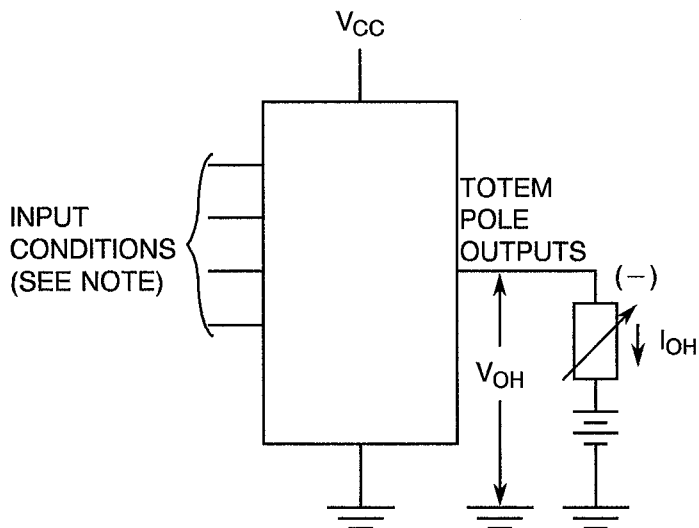 VCC
INPUT
CONDITIONS
(SEE NOTE)
TOTEM
POLE
OUTPUTS
(−)
IOH
VOH